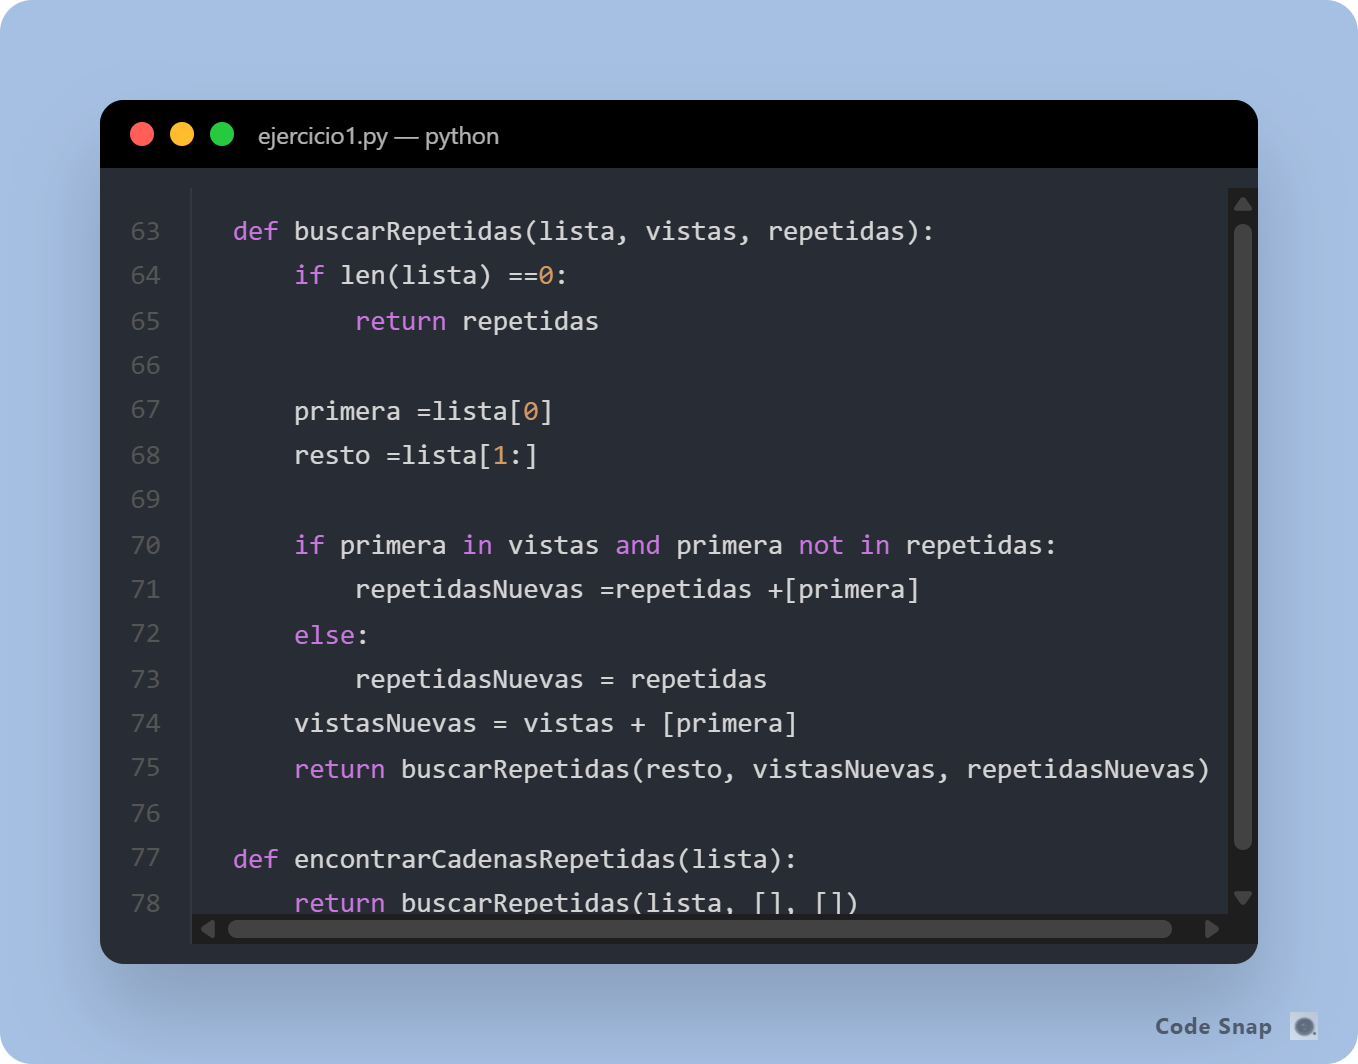 ejercicio1.py — python
63 def buscarRepetidas(lista, vistas, repetidas):
64     if len(lista) ==0:
65         return repetidas
66
67     primera =lista[0]
68     resto =lista[1:]
69
70     if primera in vistas and primera not in repetidas:
71         repetidasNuevas =repetidas +[primera]
72     else:
73         repetidasNuevas = repetidas
74     vistasNuevas = vistas + [primera]
75     return buscarRepetidas(resto, vistasNuevas, repetidasNuevas)
76
77 def encontrarCadenasRepetidas(lista):
78     return buscarRepetidas(lista, [], [])
Code Snap